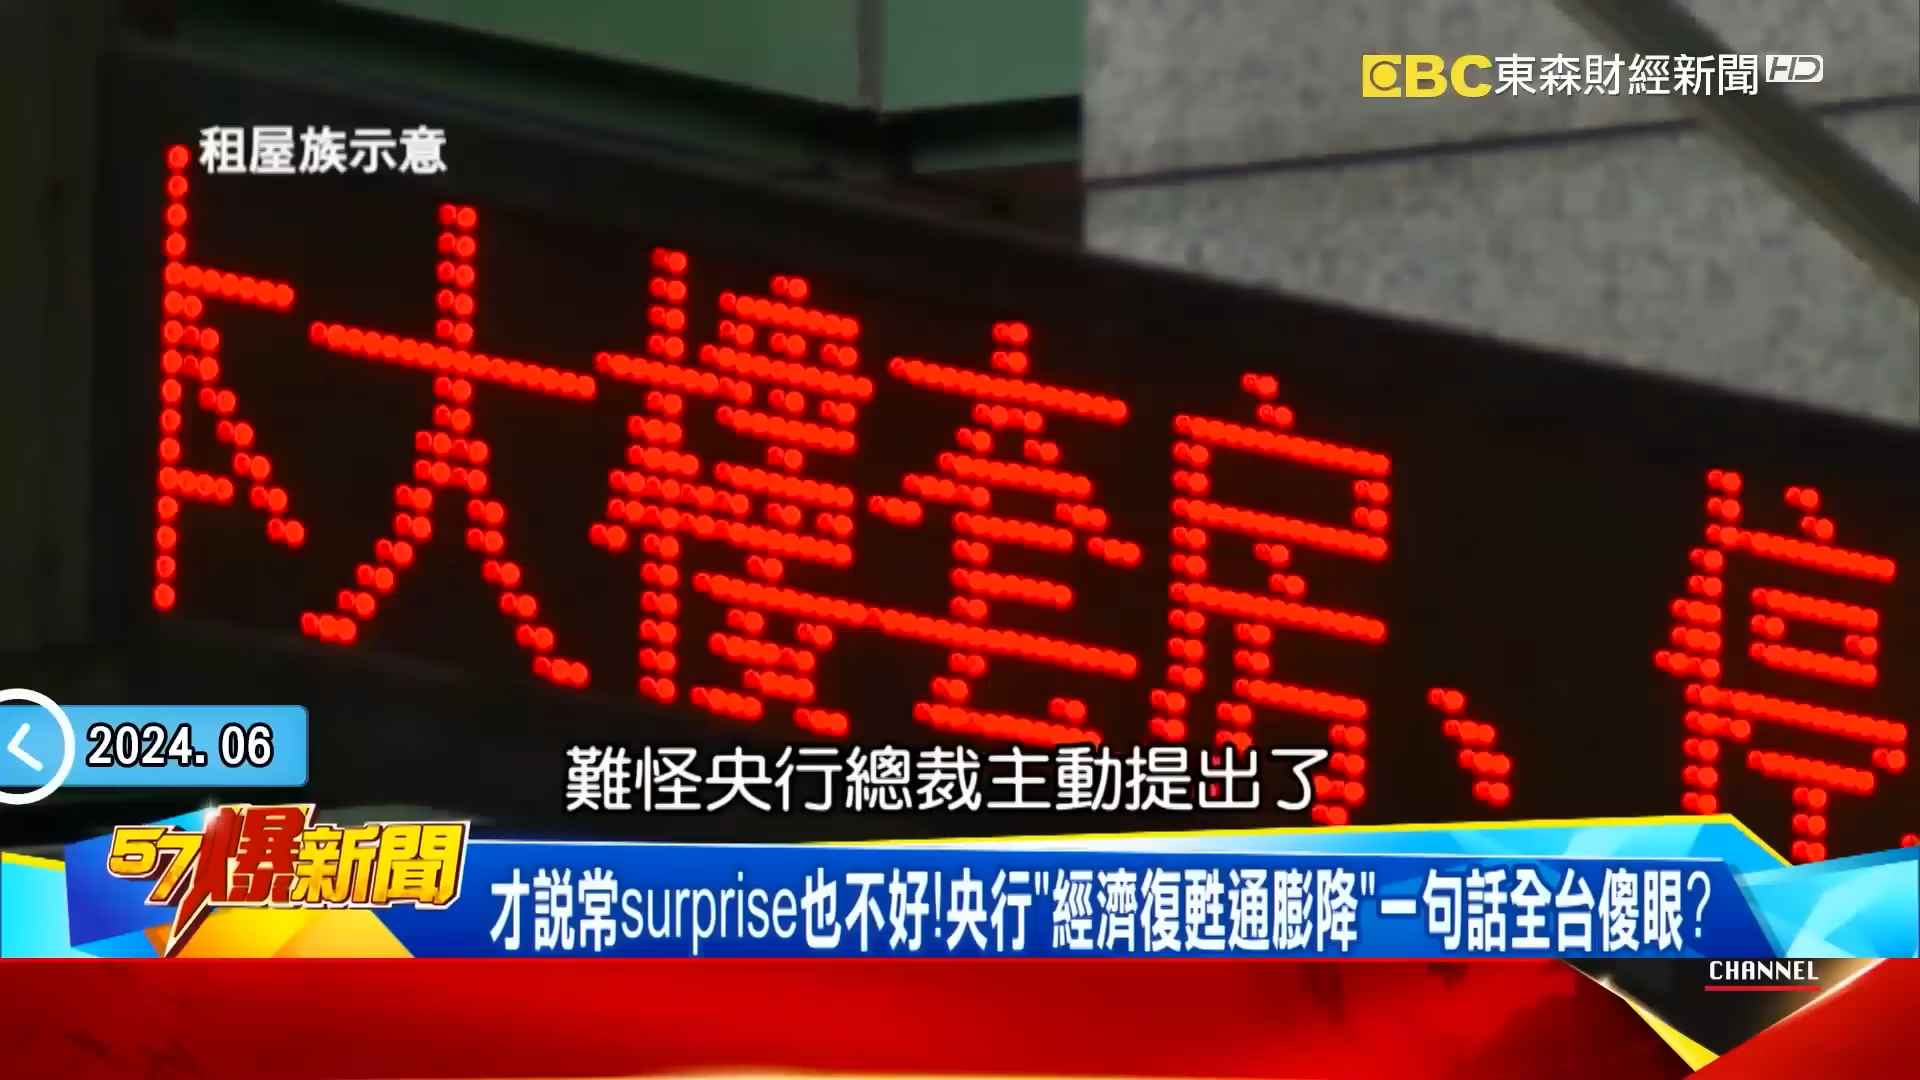 EBC東森財經新聞HD
租屋族示意
大樓套房、停
2024.06
難怪央行總裁主動提出了
57爆新聞
才説常surprise也不好!央行"經濟復甦通膨降"一句話全台傻眼?
CHANNEL